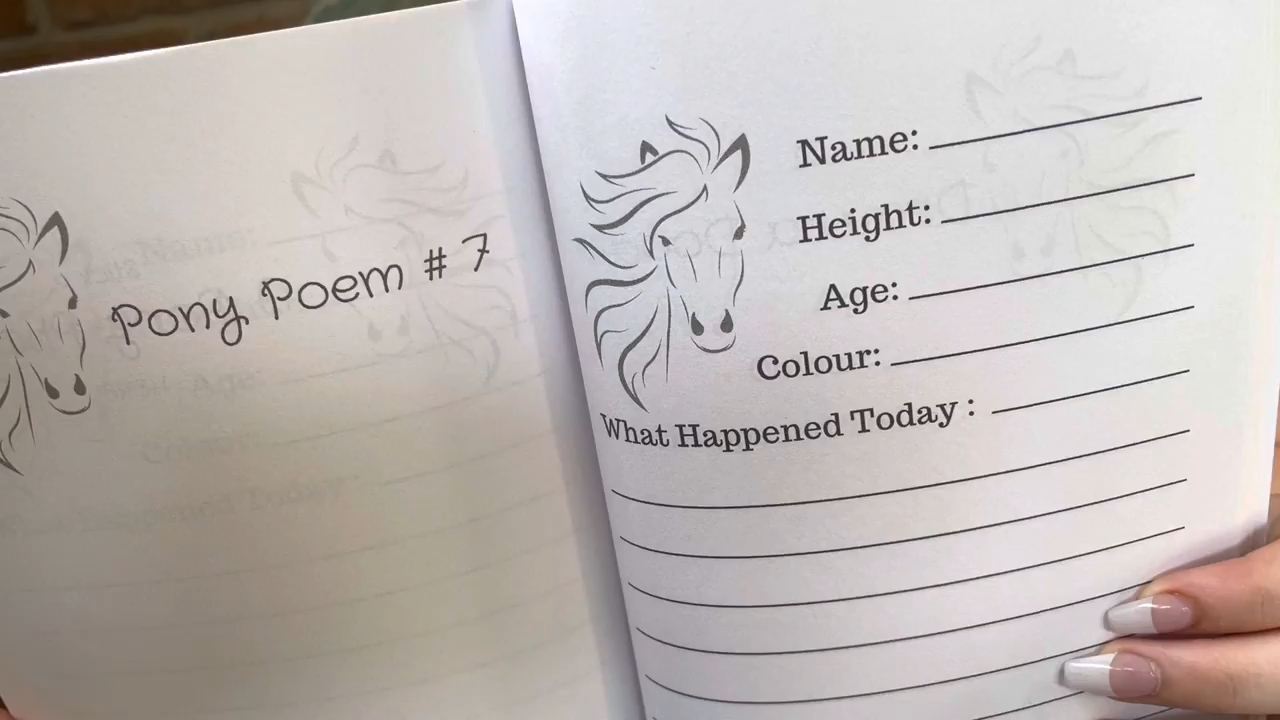 Pony Poem # 7
Name:
Height:
Age:
Colour:
What Happened Today :